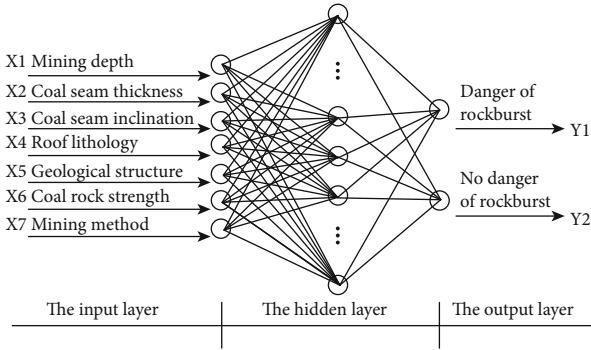 X1 Mining depth
X2 Coal seam thickness
X3 Coal seam inclination
X4 Roof lithology
X5 Geological structure
X6 Coal rock strength
X7 Mining method
Danger of
rockburst
Y1
No danger
of rockburst
Y2
The input layer
The hidden layer
The output layer